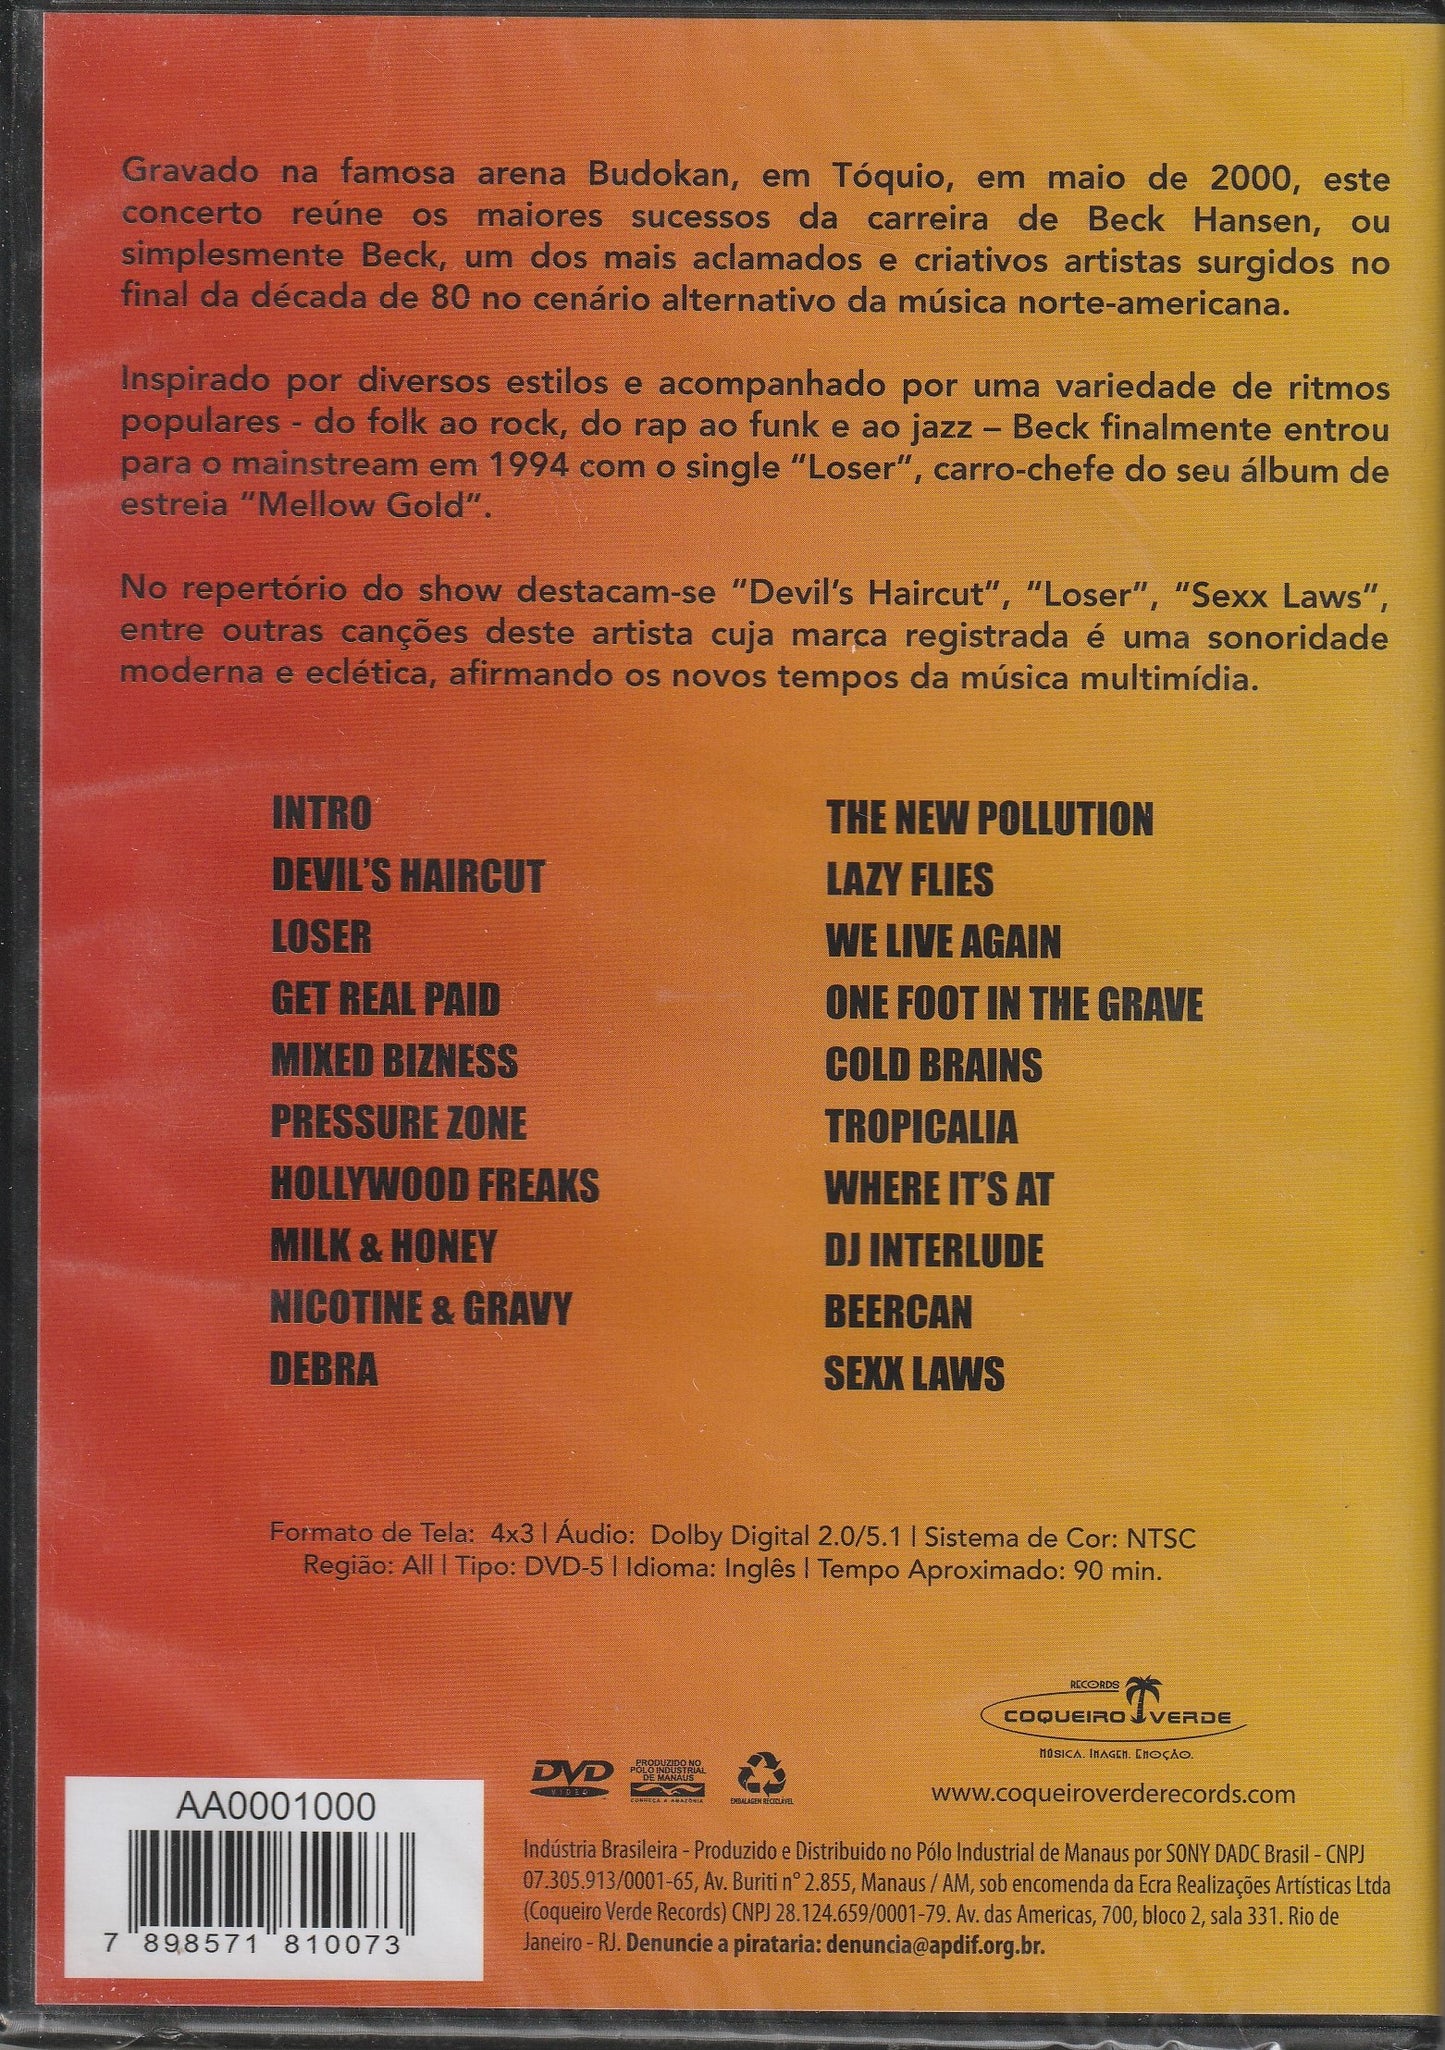 Gravado na famosa arena Budokan, em Tóquio, em maio de 2000, este
concerto reúne os maiores sucessos da carreira de Beck Hansen, ou
simplesmente Beck, um dos mais aclamados e criativos artistas surgidos no
final da década de 80 no cenário alternativo da música norte-americana.
Inspirado por diversos estilos e acompanhado por uma variedade de ritmos
populares - do folk ao rock, do rap ao funk e ao jazz – Beck finalmente entrou
para o mainstream em 1994 com o single "Loser", carro-chefe do seu álbum de
estreia "Mellow Gold".
No repertório do show destacam-se "Devil's Haircut", "Loser", "Sexx Laws",
entre outras canções deste artista cuja marca registrada é uma sonoridade
moderna e eclética, afirmando os novos tempos da música multimídia.
INTRO
DEVIL'S HAIRCUT
LOSER
GET REAL PAID
MIXED BIZNESS
PRESSURE ZONE
HOLLYWOOD FREAKS
MILK & HONEY
NICOTINE & GRAVY
DEBRA
THE NEW POLLUTION
LAZY FLIES
WE LIVE AGAIN
ONE FOOT IN THE GRAVE
COLD BRAINS
TROPICALIA
WHERE IT'S AT
DJ INTERLUDE
BEERCAN
SEXX LAWS
Formato de Tela: 4x3 | Áudio: Dolby Digital 2.0/5.1 | Sistema de Cor: NTSC
Região: All | Tipo: DVD-5 | Idioma: Inglês | Tempo Aproximado: 90 min.
RECORDS
COQUEIRO VERDE
MÚSICA. IMAGEM. EMOÇÃO.
www.coqueiroverderecords.com
DVD
VIDEO
PRODUZIDO NO
PÓLO INDUSTRIAL
DE MANAUS
CONHEÇA A AMAZÔNIA
EMBALAGEM RECICLÁVEL
AA0001000
7 898571 810073
Indústria Brasileira - Produzido e Distribuido no Pólo Industrial de Manaus por SONY DADC Brasil - CNPJ
07.305.913/0001-65, Av. Buriti n° 2.855, Manaus / AM, sob encomenda da Ecra Realizações Artísticas Ltda
(Coqueiro Verde Records) CNPJ 28.124.659/0001-79. Av. das Americas, 700, bloco 2, sala 331. Rio de
Janeiro - RJ. Denuncie a pirataria: denuncia@apdif.org.br.